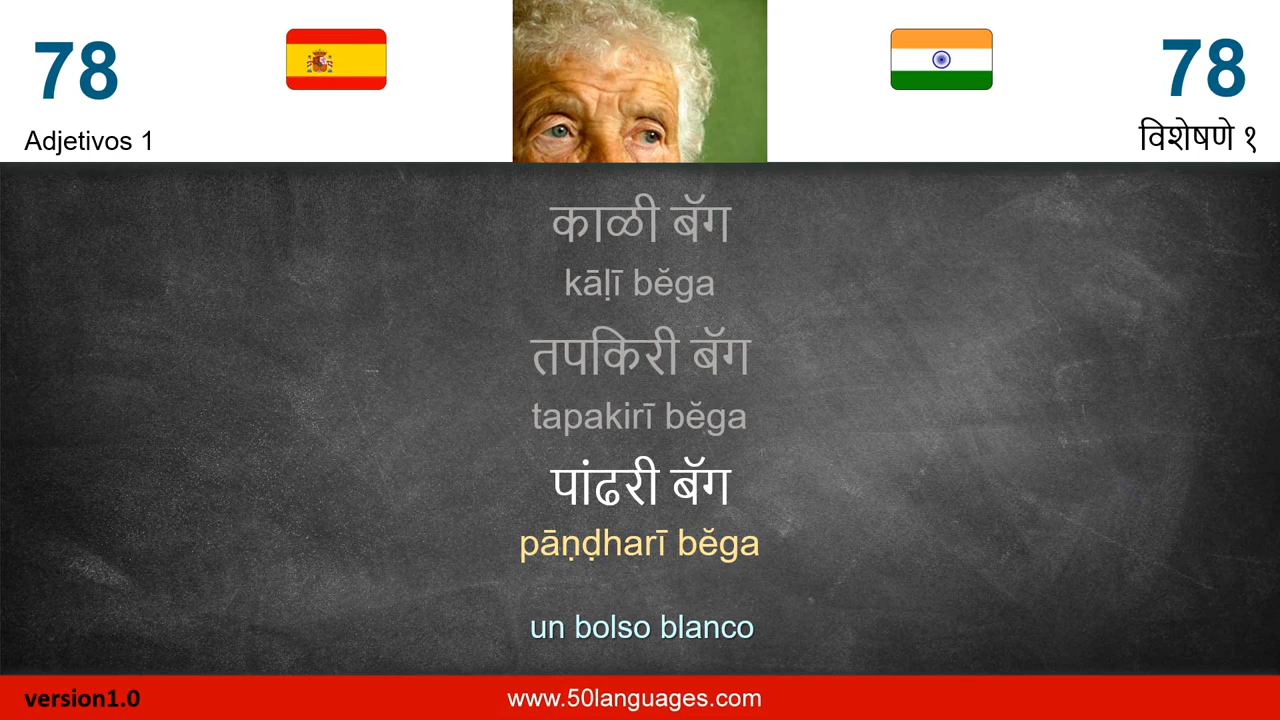 78
78
Adjetivos 1
विशेषणे १
काळी बॅग
kāḷī bĕga
तपकिरी बॅग
tapakirī bĕga
पांढरी बॅग
pāṇḍharī bĕga
un bolso blanco
version1.0
www.50languages.com